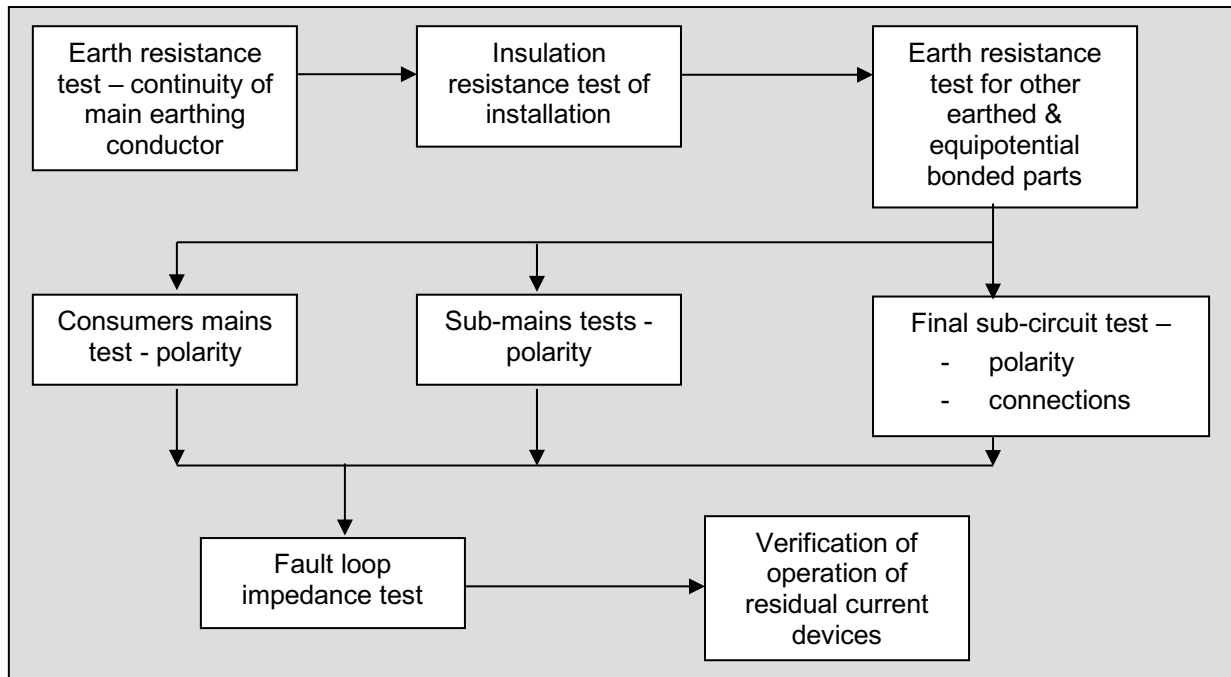 Earth resistance
test – continuity of
main earthing
conductor
Insulation
resistance test of
installation
Earth resistance
test for other
earthed &
equipotential
bonded parts
Consumers mains
test - polarity
Sub-mains tests -
polarity
Final sub-circuit test –
- polarity
- connections
Fault loop
impedance test
Verification of
operation of
residual current
devices